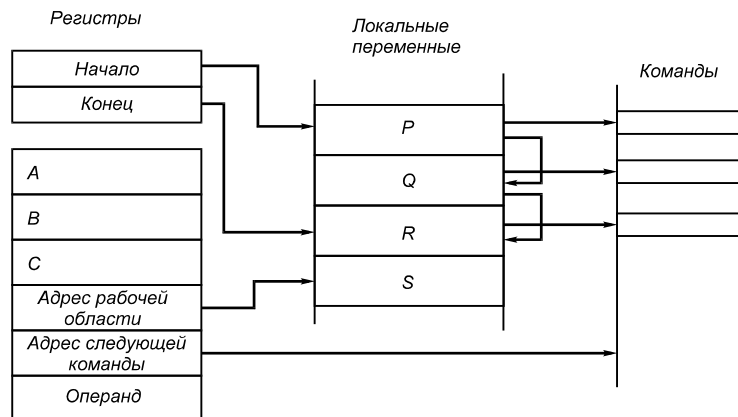 Регистры
Начало
Конец
A
B
C
Адрес рабочей
области
Адрес следующей
команды
Операнд
Локальные
переменные
P
Q
R
S
Команды